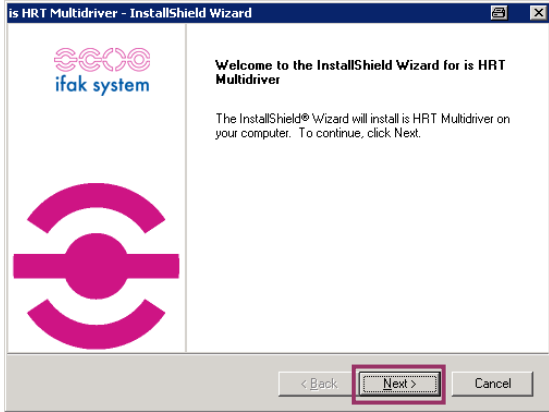 is HRT Multidriver - InstallShield Wizard
ifak system
Welcome to the InstallShield Wizard for is HRT
Multidriver
The InstallShield® Wizard will install is HRT Multidriver on
your computer. To continue, click Next.
< Back
Next >
Cancel